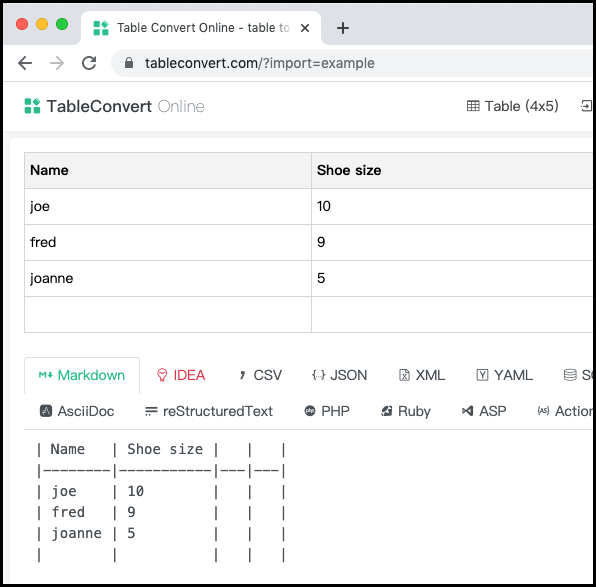 Table Convert Online - table to
tableconvert.com/?import=example
TableConvert Online Table (4x5)
Name Shoe size
joe 10
fred 9
joanne 5
Markdown IDEA CSV {..} JSON XML YAML
AsciiDoc reStructuredText PHP Ruby ASP Action
| Name   | Shoe size |   |   |
|--------|-----------|---|---|
| joe    | 10        |   |   |
| fred   | 9         |   |   |
| joanne | 5         |   |   |
|        |           |   |   |